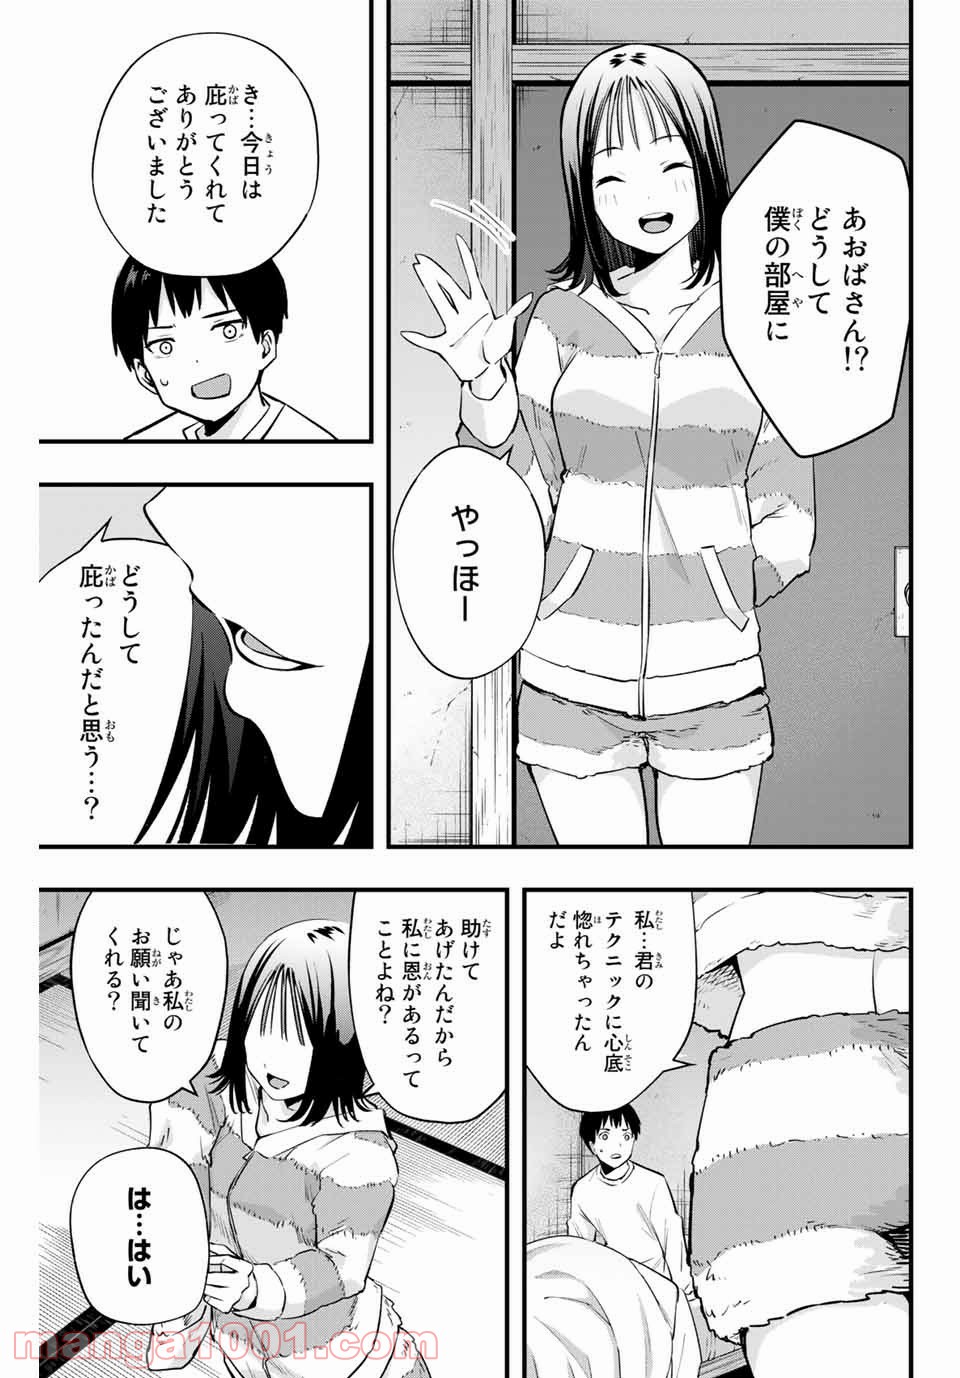 あおばさん!?
どうして
僕の部屋に
やっほー
き…今日は
庇ってくれて
ありがとう
ございました
どうして
庇ったんだと
思う…?
私…君の
テクニックに心底
惚れちゃったん
だよ
助けて
あげたんだから
私に恩があるって
ことよね?
じゃあ私の
お願い聞いて
くれる?
は…はい
manga1001.com